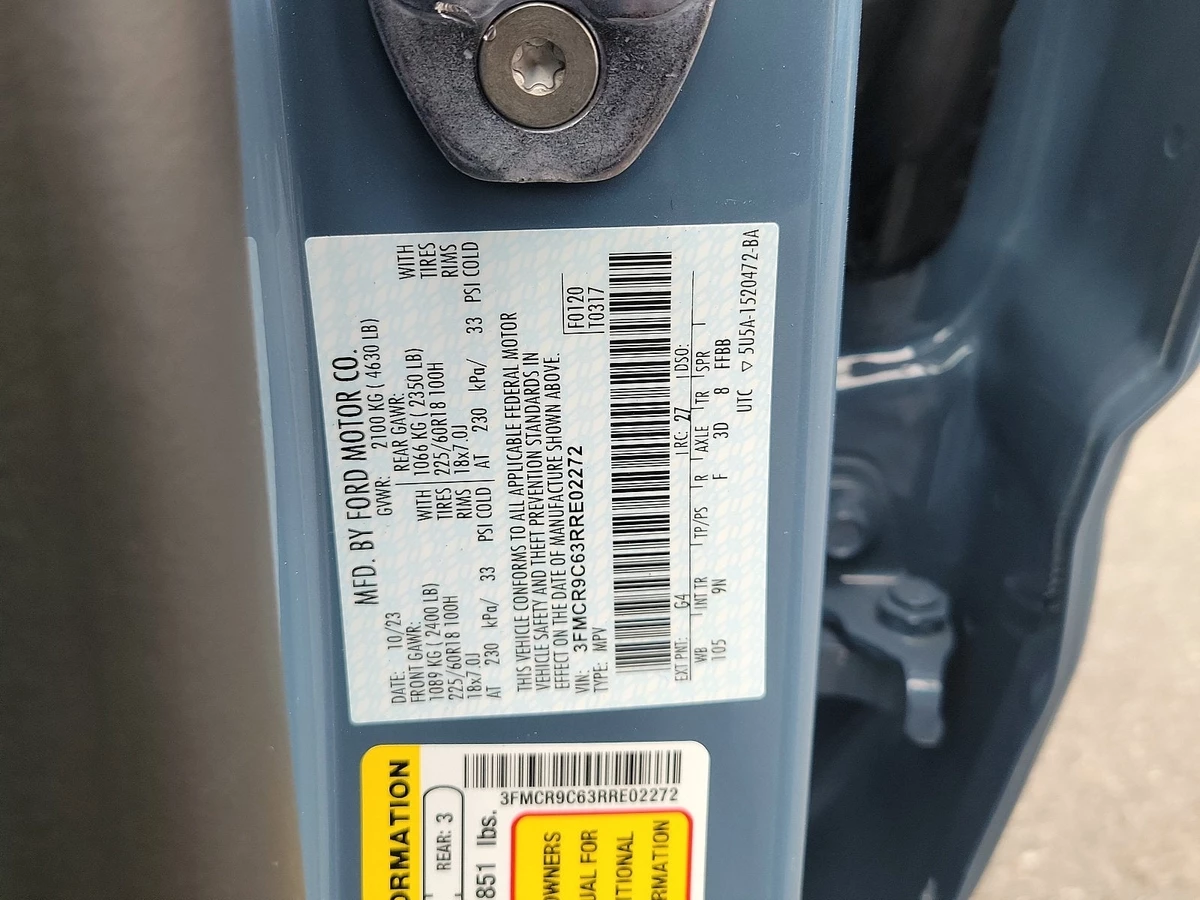 MFD. BY FORD MOTOR CO.
DATE: 10/23 GVWR: 2100 KG ( 4630 LB)
FRONT GAWR: REAR GAWR:
1089 KG ( 2400 LB) WITH 1066 KG ( 2350 LB) WITH
225/60R18 100H TIRES 225/60R18 100H TIRES
18x7.0J RIMS 18x7.0J RIMS
AT 230 kPa/ 33 PSI COLD AT 230 kPa/ 33 PSI COLD
THIS VEHICLE CONFORMS TO ALL APPLICABLE FEDERAL MOTOR
VEHICLE SAFETY AND THEFT PREVENTION STANDARDS IN
EFFECT ON THE DATE OF MANUFACTURE SHOWN ABOVE.
VIN: 3FMCR9C63RRE02272 F0120
TYPE: MPV T0317
EXT PNT: G4 RC: 27 DSO:
WB INT TR TP/PS R AXLE TR SPR
105 9N F 3D 8 FFBB
UTC ▽ 5U5A-1520472-BA
ORMATION
REAR: 3
3FMCR9C63RRE02272
851 lbs.
OWNERS
UAL FOR
ITIONAL
RMATION